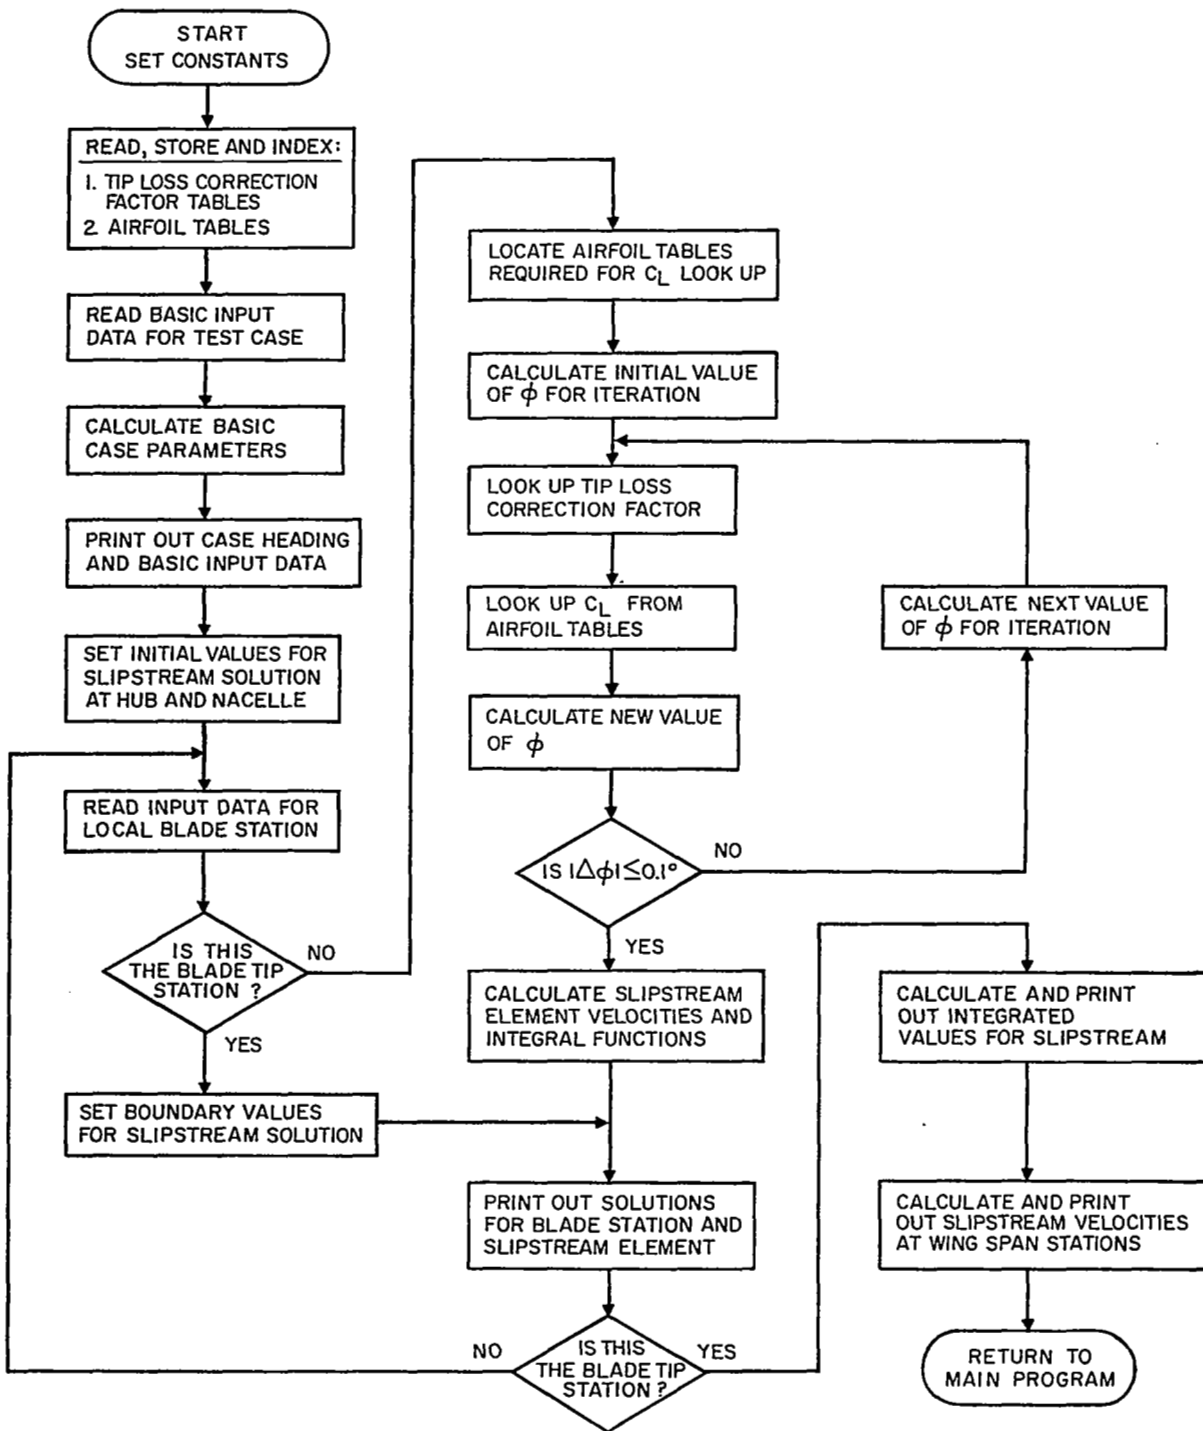 START
SET CONSTANTS
READ, STORE AND INDEX:
1. TIP LOSS CORRECTION
FACTOR TABLES
2. AIRFOIL TABLES
READ BASIC INPUT
DATA FOR TEST CASE
CALCULATE BASIC
CASE PARAMETERS
PRINT OUT CASE HEADING
AND BASIC INPUT DATA
SET INITIAL VALUES FOR
SLIPSTREAM SOLUTION
AT HUB AND NACELLE
READ INPUT DATA FOR
LOCAL BLADE STATION
IS THIS
THE BLADE TIP
STATION ?
NO
YES
SET BOUNDARY VALUES
FOR SLIPSTREAM SOLUTION
LOCATE AIRFOIL TABLES
REQUIRED FOR CL LOOK UP
CALCULATE INITIAL VALUE
OF ϕ FOR ITERATION
LOOK UP TIP LOSS
CORRECTION FACTOR
LOOK UP CL FROM
AIRFOIL TABLES
CALCULATE NEW VALUE
OF ϕ
IS |Δϕ| ≤ 0.1°
NO
YES
CALCULATE NEXT VALUE
OF ϕ FOR ITERATION
CALCULATE SLIPSTREAM
ELEMENT VELOCITIES AND
INTEGRAL FUNCTIONS
PRINT OUT SOLUTIONS
FOR BLADE STATION AND
SLIPSTREAM ELEMENT
IS THIS
THE BLADE TIP
STATION ?
NO
YES
CALCULATE AND PRINT
OUT INTEGRATED
VALUES FOR SLIPSTREAM
CALCULATE AND PRINT
OUT SLIPSTREAM VELOCITIES
AT WING SPAN STATIONS
RETURN TO
MAIN PROGRAM